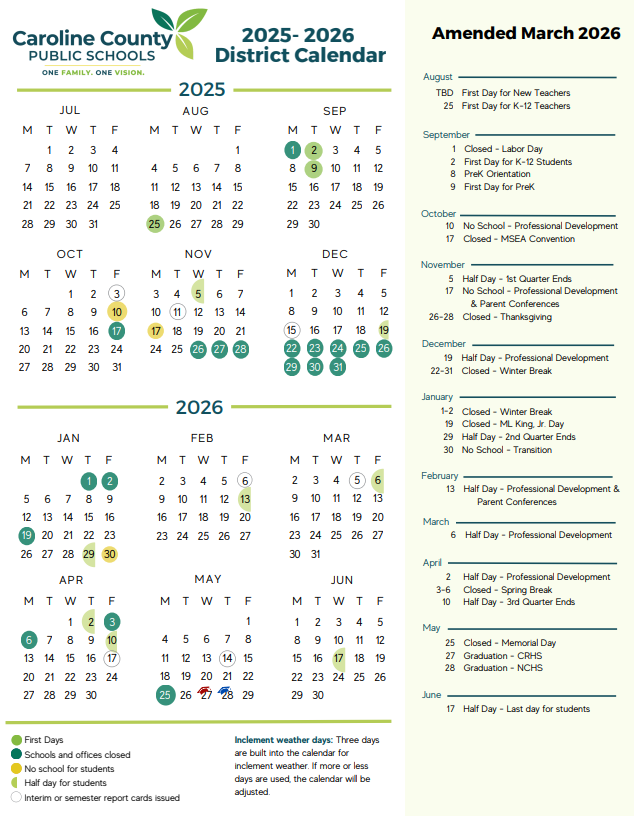 Caroline County
PUBLIC SCHOOLS
ONE FAMILY. ONE VISION.
2025- 2026
District Calendar
2025
JUL
M T W T F
1 2 3 4
7 8 9 10 11
14 15 16 17 18
21 22 23 24 25
28 29 30 31
AUG
M T W T F
1
4 5 6 7 8
11 12 13 14 15
18 19 20 21 22
25 26 27 28 29
SEP
M T W T F
1 2 3 4 5
8 9 10 11 12
15 16 17 18 19
22 23 24 25 26
29 30
OCT
M T W T F
1 2 3
6 7 8 9 10
13 14 15 16 17
20 21 22 23 24
27 28 29 30 31
NOV
M T W T F
3 4 5 6 7
10 11 12 13 14
17 18 19 20 21
24 25 26 27 28
DEC
M T W T F
1 2 3 4 5
8 9 10 11 12
15 16 17 18 19
22 23 24 25 26
29 30 31
2026
JAN
M T W T F
1 2
5 6 7 8 9
12 13 14 15 16
19 20 21 22 23
26 27 28 29 30
FEB
M T W T F
2 3 4 5 6
9 10 11 12 13
16 17 18 19 20
23 24 25 26 27
MAR
M T W T F
2 3 4 5 6
9 10 11 12 13
16 17 18 19 20
23 24 25 26 27
30 31
APR
M T W T F
1 2 3
6 7 8 9 10
13 14 15 16 17
20 21 22 23 24
27 28 29 30
MAY
M T W T F
1
4 5 6 7 8
11 12 13 14 15
18 19 20 21 22
25 26 27 28 29
JUN
M T W T F
1 2 3 4 5
8 9 10 11 12
15 16 17 18 19
22 23 24 25 26
29 30
First Days
Schools and offices closed
No school for students
Half day for students
Interim or semester report cards issued
Inclement weather days: Three days
are built into the calendar for
inclement weather. If more or less
days are used, the calendar will be
adjusted.
Amended March 2026
August
TBD First Day for New Teachers
25 First Day for K-12 Teachers
September
1 Closed - Labor Day
2 First Day for K-12 Students
8 PreK Orientation
9 First Day for PreK
October
10 No School - Professional Development
17 Closed - MSEA Convention
November
5 Half Day - 1st Quarter Ends
17 No School - Professional Development
& Parent Conferences
26-28 Closed - Thanksgiving
December
19 Half Day - Professional Development
22-31 Closed - Winter Break
January
1-2 Closed - Winter Break
19 Closed - ML King, Jr. Day
29 Half Day - 2nd Quarter Ends
30 No School - Transition
February
13 Half Day - Professional Development &
Parent Conferences
March
6 Half Day - Professional Development
April
2 Half Day - Professional Development
3-6 Closed - Spring Break
10 Half Day - 3rd Quarter Ends
May
25 Closed - Memorial Day
27 Graduation - CRHS
28 Graduation - NCHS
June
17 Half Day - Last day for students